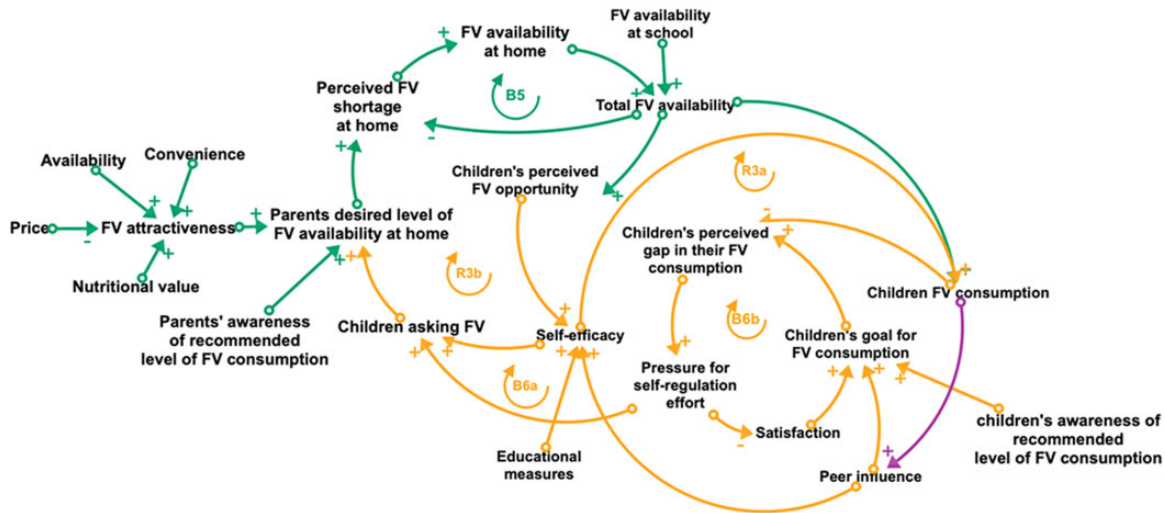 FV availability
at home
FV availability
at school
B5
Perceived FV
shortage
at home
Total FV availability
Availability
Convenience
Children's perceived
FV opportunity
R3a
Price
FV attractiveness
Parents desired level of
FV availability at home
Children's perceived
gap in their FV
consumption
Nutritional value
R3b
Children FV consumption
Parents' awareness
of recommended
level of FV consumption
Children asking FV
Self-efficacy
B6b
Children's goal for
FV consumption
B6a
Pressure for
self-regulation
effort
Satisfaction
children's awareness of
recommended
level of FV consumption
Educational
measures
Peer influence